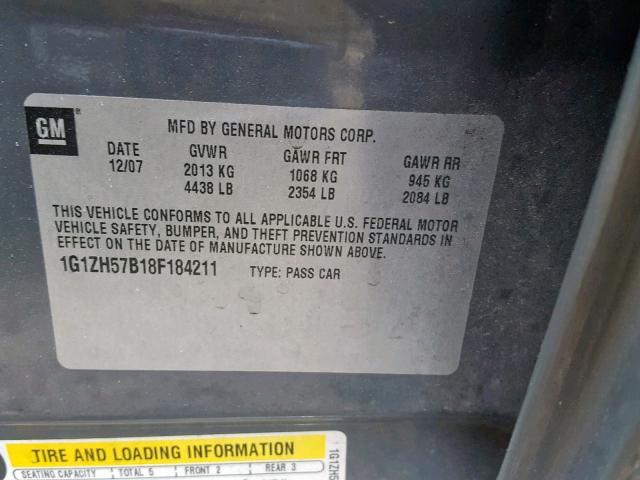 GM
MFD BY GENERAL MOTORS CORP.
DATE GVWR GAWR FRT GAWR RR
12/07 2013 KG 1068 KG 945 KG
4438 LB 2354 LB 2084 LB
THIS VEHICLE CONFORMS TO ALL APPLICABLE U.S. FEDERAL MOTOR
VEHICLE SAFETY, BUMPER, AND THEFT PREVENTION STANDARDS IN
EFFECT ON THE DATE OF MANUFACTURE SHOWN ABOVE.
1G1ZH57B18F184211 TYPE: PASS CAR
TIRE AND LOADING INFORMATION
SEATING CAPACITY TOTAL 5 FRONT 2 REAR 3
1G1ZH5